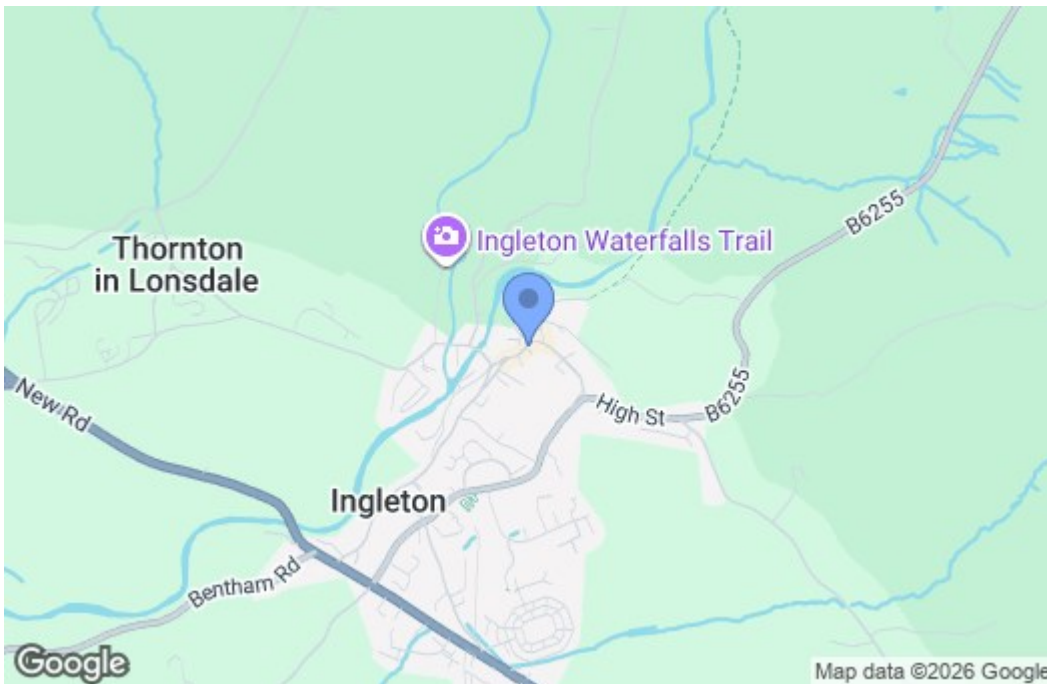 B6255
Ingleton Waterfalls Trail
Thornton
in Lonsdale
New Rd
High St
B6255
Ingleton
Bentham Rd
Google
Map data ©2026 Google